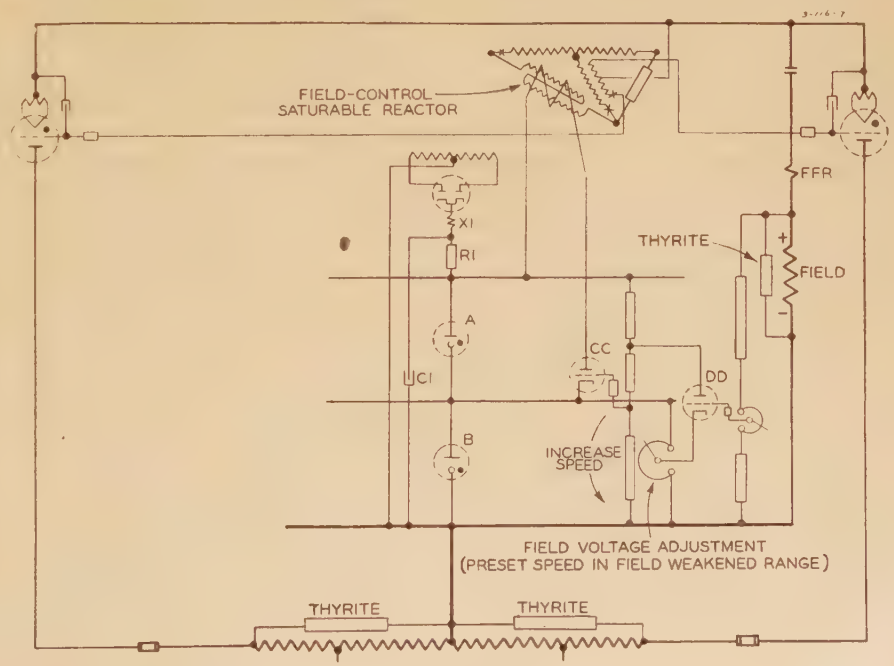 3-116-7
FIELD-CONTROL
SATURABLE REACTOR
FFR
X1
THYRITE
R1
+
FIELD
-
A
CC
DD
C1
B
INCREASE
SPEED
FIELD VOLTAGE ADJUSTMENT
(PRESET SPEED IN FIELD WEAKENED RANGE)
THYRITE
THYRITE